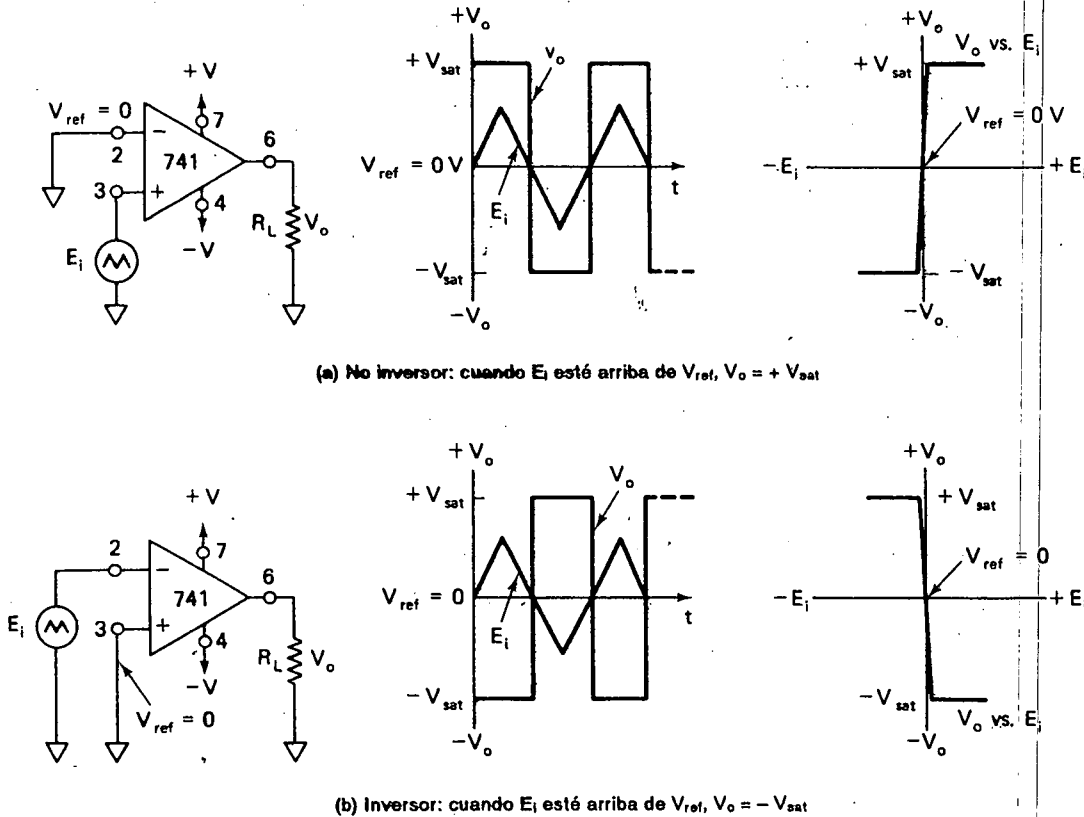 +V
V_ref = 0
7
−
2
741
6
3
+
4
−V
E_i
R_L
V_o
+V_o
+V_sat
v_o
V_ref = 0 V
E_i
t
−V_sat
−V_o
+V_o
V_o vs. E_i
+V_sat
V_ref = 0 V
−E_i
+E_i
−V_sat
−V_o
(a) No inversor: cuando E_i esté arriba de V_ref, V_o = + V_sat
+V
2
7
−
6
741
E_i
3
+
4
−V
R_L
V_o
V_ref = 0
+V_o
V_o
+V_sat
V_ref = 0
E_i
t
−V_sat
−V_o
+V_o
+V_sat
V_ref = 0
−E_i
+E
−V_sat
V_o vs. E_i
−V_o
(b) Inversor: cuando E_i esté arriba de V_ref, V_o = − V_sat